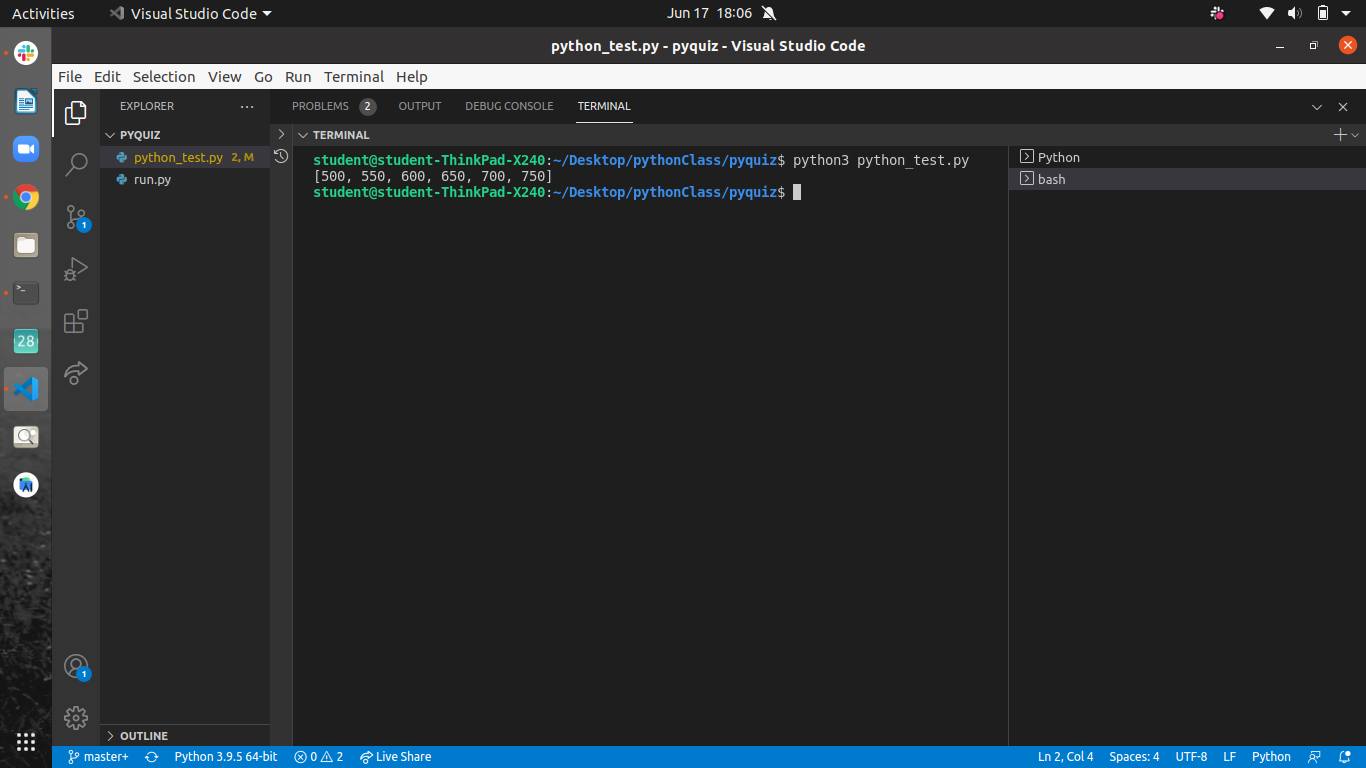 Activities
Visual Studio Code
Jun 17 18:06
python_test.py - pyquiz - Visual Studio Code
File Edit Selection View Go Run Terminal Help
EXPLORER
PROBLEMS 2 OUTPUT DEBUG CONSOLE TERMINAL
PYQUIZ
python_test.py 2, M
run.py
TERMINAL
student@student-ThinkPad-X240:~/Desktop/pythonClass/pyquiz$ python3 python_test.py
[500, 550, 600, 650, 700, 750]
student@student-ThinkPad-X240:~/Desktop/pythonClass/pyquiz$
Python
bash
1
28
1
OUTLINE
master+ Python 3.9.5 64-bit 0 2 Live Share
Ln 2, Col 4 Spaces: 4 UTF-8 LF Python